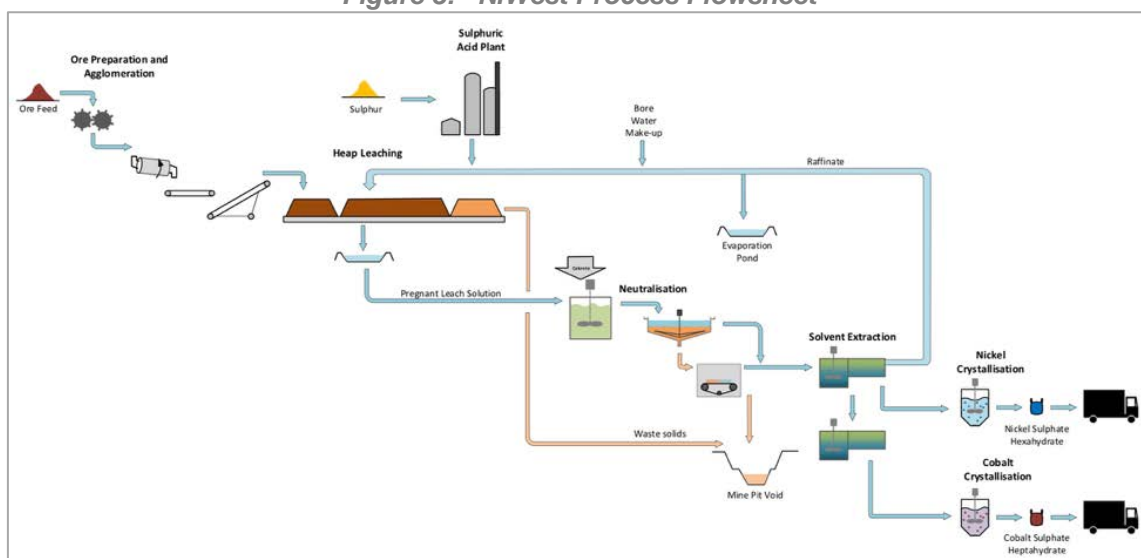 Figure 3. NiWest Process Flowsheet
Sulphuric
Acid Plant
Ore Preparation and
Agglomeration
Ore Feed
Sulphur
Bore
Water
Make-up
Heap Leaching
Raffinate
Evaporation
Pond
Pregnant Leach Solution
Neutralisation
Solvent Extraction
Nickel
Crystallisation
Nickel Sulphate
Hexahydrate
Waste solids
Mine Pit Void
Cobalt
Crystallisation
Cobalt Sulphate
Heptahydrate